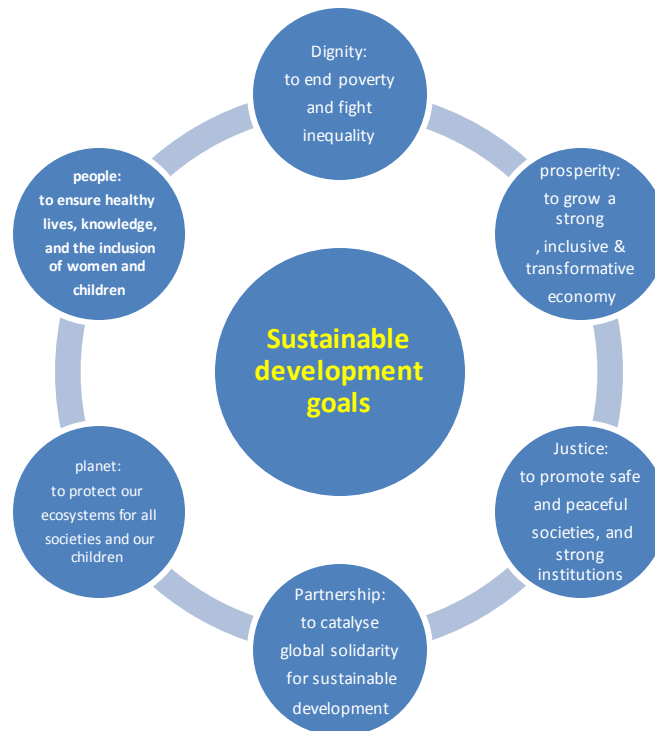 Dignity:
to end poverty
and fight
inequality
prosperity:
to grow a
strong
, inclusive &
transformative
economy
Justice:
to promote safe
and peaceful
societies, and
strong
institutions
Partnership:
to catalyse
global solidarity
for sustainable
development
planet:
to protect our
ecosystems for all
societies and our
children
people:
to ensure healthy
lives, knowledge,
and the inclusion
of women and
children
Sustainable
development
goals